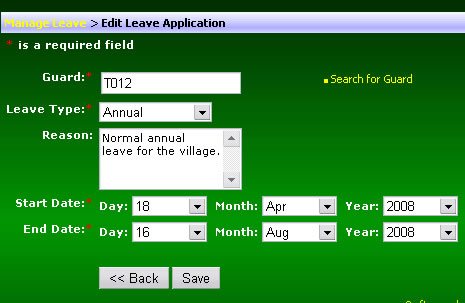 Manage Leave > Edit Leave Application
* is a required field
Guard:* T012 Search for Guard
Leave Type:* Annual
Reason: Normal annual
leave for the village.
Start Date:* Day: 18 Month: Apr Year: 2008
End Date:* Day: 16 Month: Aug Year: 2008
<< Back Save